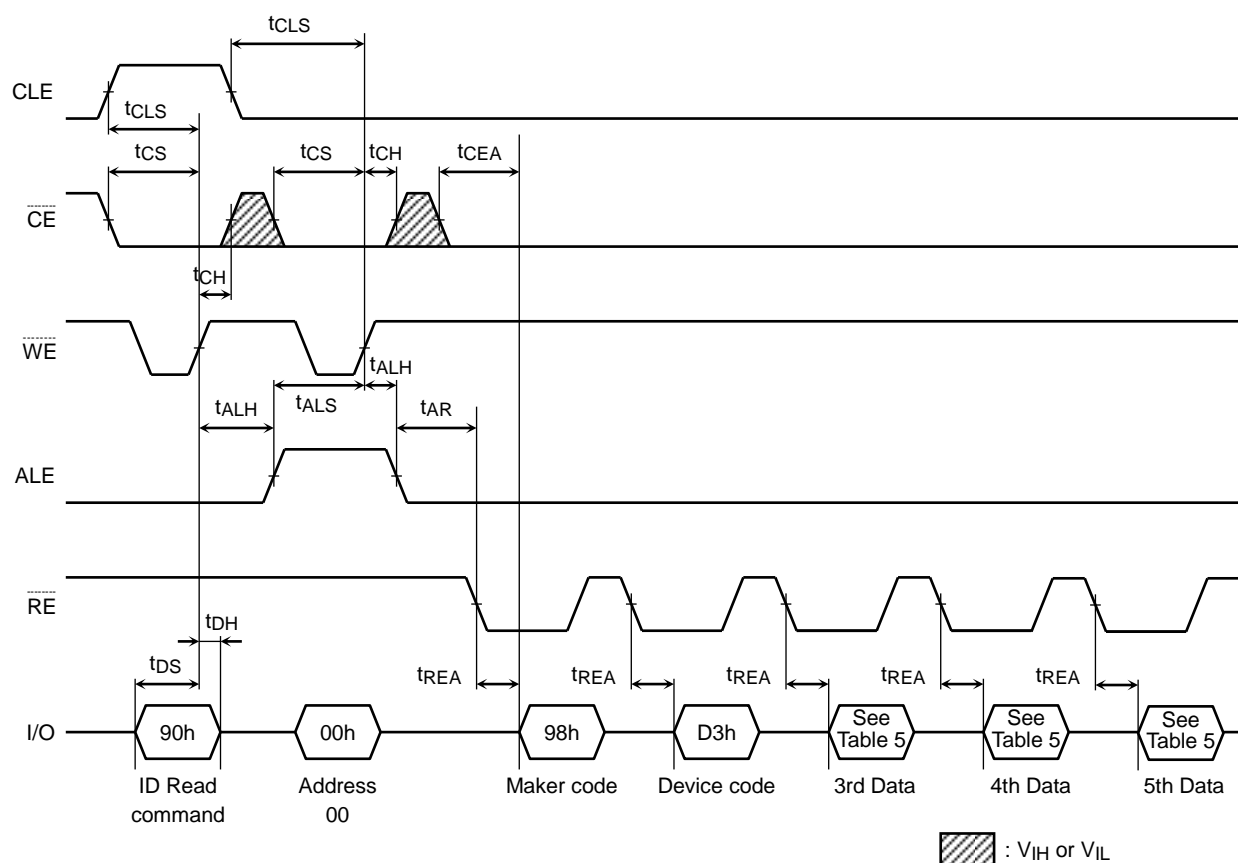 tCLS
CLE
tCLS
tCS
tCS
tCH
tCEA
CE
tCH
WE
tALH
tALH
tALS
tAR
ALE
RE
tDH
tDS
tREA
tREA
tREA
tREA
tREA
I/O
90h
00h
98h
D3h
See
Table 5
See
Table 5
See
Table 5
ID Read
command
Address
00
Maker code
Device code
3rd Data
4th Data
5th Data
: VIH or VIL